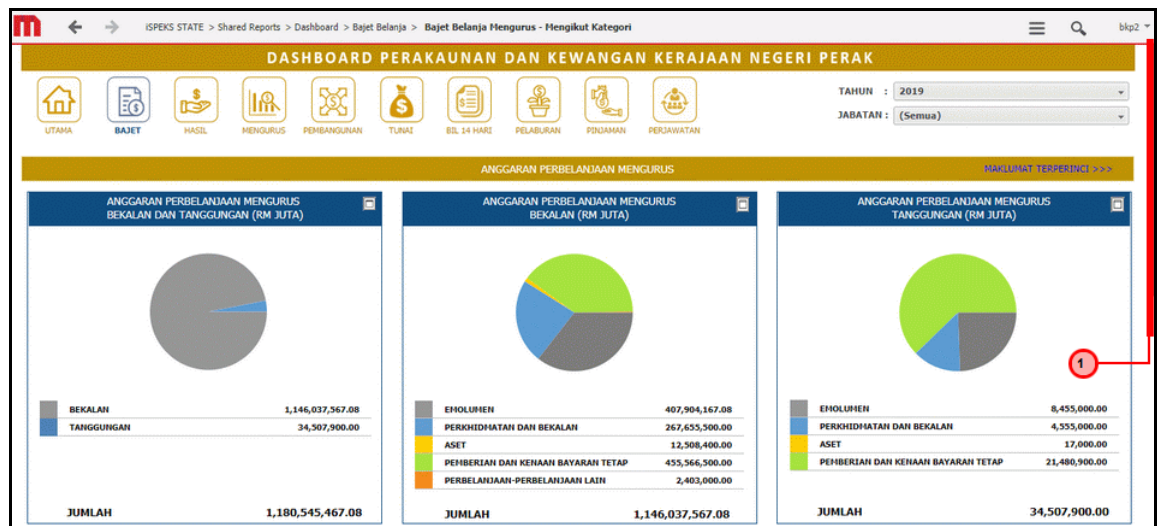 iSPEKS STATE > Shared Reports > Dashboard > Bajet Belanja > Bajet Belanja Mengurus - Mengikut Kategori
bkp2
DASHBOARD PERAKAUNAN DAN KEWANGAN KERAJAAN NEGERI PERAK
TAHUN : 2019
JABATAN : (Semua)
UTAMA BAJET HASIL MENGURUS PEMBANGUNAN TUNAI BIL 14 HARI PELABURAN PINJAMAN PERJAWATAN
ANGGARAN PERBELANJAAN MENGURUS
MAKLUMAT TERPERINCI >>>
ANGGARAN PERBELANJAAN MENGURUS
BEKALAN DAN TANGGUNGAN (RM JUTA)
BEKALAN 1,146,037,567.08
TANGGUNGAN 34,507,900.00
JUMLAH 1,180,545,467.08
ANGGARAN PERBELANJAAN MENGURUS
BEKALAN (RM JUTA)
EMOLUMEN 407,904,167.08
PERKHIDMATAN DAN BEKALAN 267,655,500.00
ASET 12,508,400.00
PEMBERIAN DAN KENAAN BAYARAN TETAP 455,566,500.00
PERBELANJAAN-PERBELANJAAN LAIN 2,403,000.00
JUMLAH 1,146,037,567.08
ANGGARAN PERBELANJAAN MENGURUS
TANGGUNGAN (RM JUTA)
1
EMOLUMEN 8,455,000.00
PERKHIDMATAN DAN BEKALAN 4,555,000.00
ASET 17,000.00
PEMBERIAN DAN KENAAN BAYARAN TETAP 21,480,900.00
JUMLAH 34,507,900.00